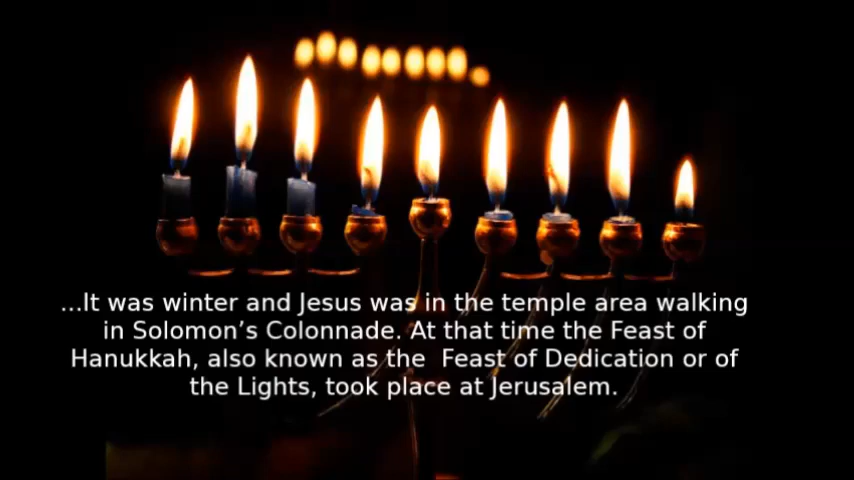 ...It was winter and Jesus was in the temple area walking
in Solomon’s Colonnade. At that time the Feast of
Hanukkah, also known as the  Feast of Dedication or of
the Lights, took place at Jerusalem.